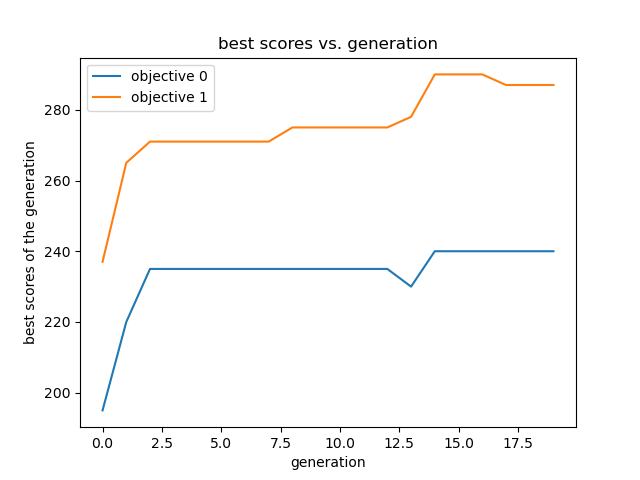 best scores vs. generation
objective 0
objective 1
best scores of the generation
280
260
240
220
200
0.0 2.5 5.0 7.5 10.0 12.5 15.0 17.5
generation